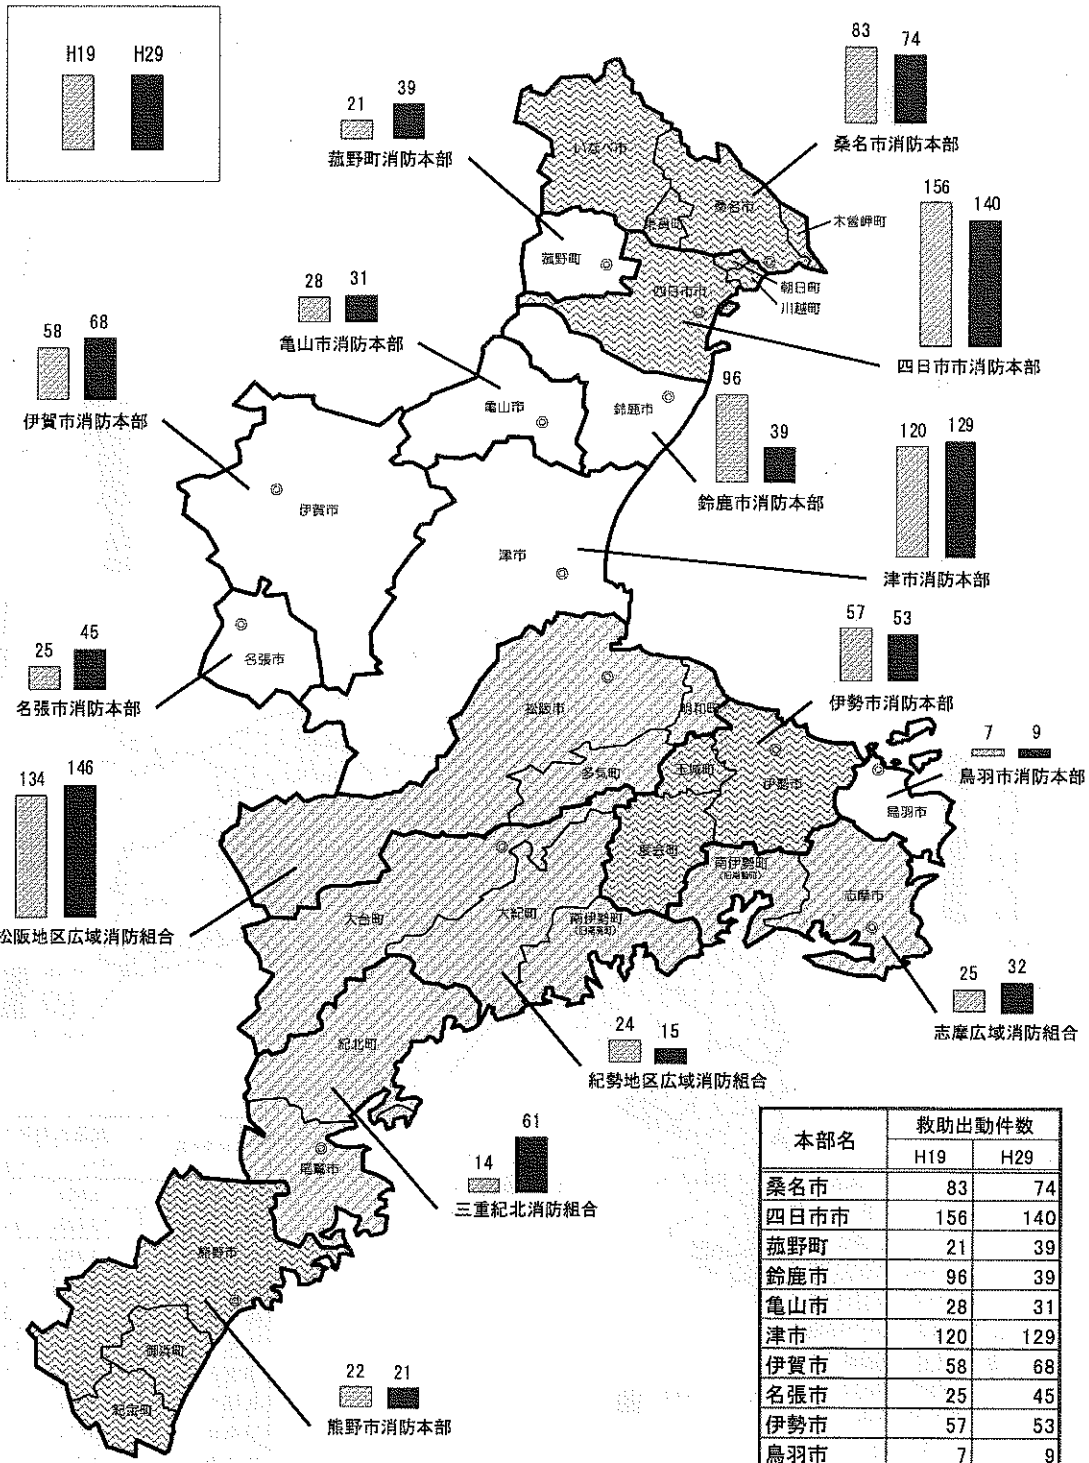 H19 H29
21 39
菰野町消防本部
83 74
桑名市消防本部
いなべ市
東員町
桑名市
木曽岬町
156 140
四日市市消防本部
菰野町
四日市市
朝日町
川越町
28 31
亀山市消防本部
58 68
伊賀市消防本部
亀山市
鈴鹿市
96 39
鈴鹿市消防本部
120 129
津市消防本部
伊賀市
津市
25 45
名張市消防本部
名張市
57 53
伊勢市消防本部
松阪市
明和町
7 9
鳥羽市消防本部
多気町
玉城町
伊勢市
鳥羽市
134 146
松阪地区広域消防組合
度会町
南伊勢町
志摩市
大台町
大紀町
南伊勢町
25 32
志摩広域消防組合
24 15
紀勢地区広域消防組合
紀北町
14 61
三重紀北消防組合
尾鷲市
熊野市
御浜町
紀宝町
22 21
熊野市消防本部
本部名 救助出動件数
H19 H29
桑名市 83 74
四日市市 156 140
菰野町 21 39
鈴鹿市 96 39
亀山市 28 31
津市 120 129
伊賀市 58 68
名張市 25 45
伊勢市 57 53
鳥羽市 7 9